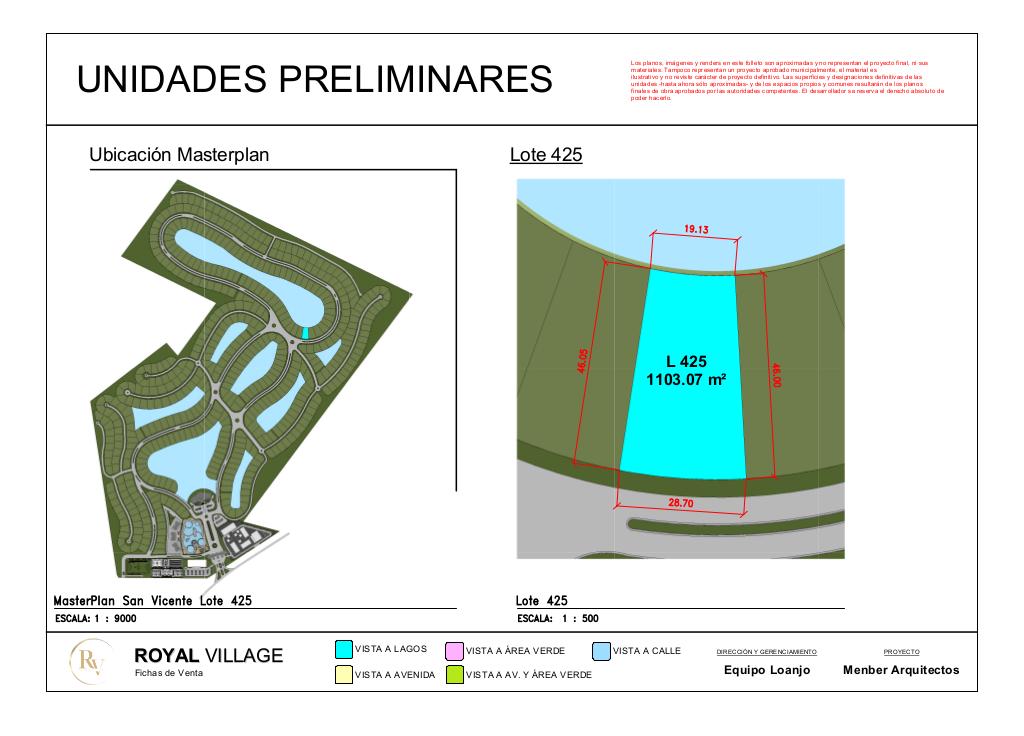 UNIDADES PRELIMINARES
Los planos, imágenes y renders en este folleto son aproximadas y no representan el proyecto final, ni sus
materiales. Tampoco representan un proyecto aprobado municipalmente, el material es
ilustrativo y no reviste carácter de proyecto definitivo. Las superficies y designaciones definitivas de las
unidades -hasta ahora sólo aproximadas- y de los espacios propios y comunes resultarán de los planos
finales de obra aprobados por las autoridades competentes. El desarrollador se reserva el derecho absoluto de
poder hacerlo.
Ubicación Masterplan
Lote 425
19.13
46.05
L 425
1103.07 m²
46.00
28.70
MasterPlan San Vicente Lote 425
ESCALA: 1 : 9000
Lote 425
ESCALA: 1 : 500
RV
ROYAL VILLAGE
Fichas de Venta
VISTA A LAGOS
VISTA A ÁREA VERDE
VISTA A CALLE
VISTA A AVENIDA
VISTA A AV. Y ÁREA VERDE
DIRECCIÓN Y GERENCIAMIENTO
Equipo Loanjo
PROYECTO
Menber Arquitectos